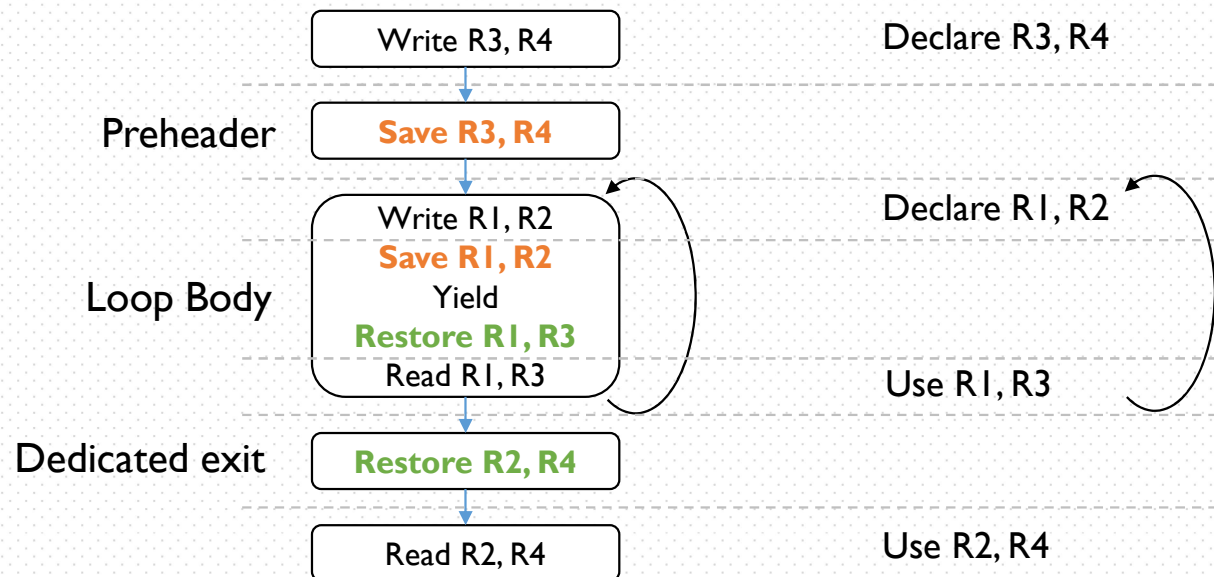 Write R3, R4
Declare R3, R4
Preheader
Save R3, R4
Write R1, R2
Declare R1, R2
Save R1, R2
Loop Body
Yield
Restore R1, R3
Read R1, R3
Use R1, R3
Dedicated exit
Restore R2, R4
Read R2, R4
Use R2, R4